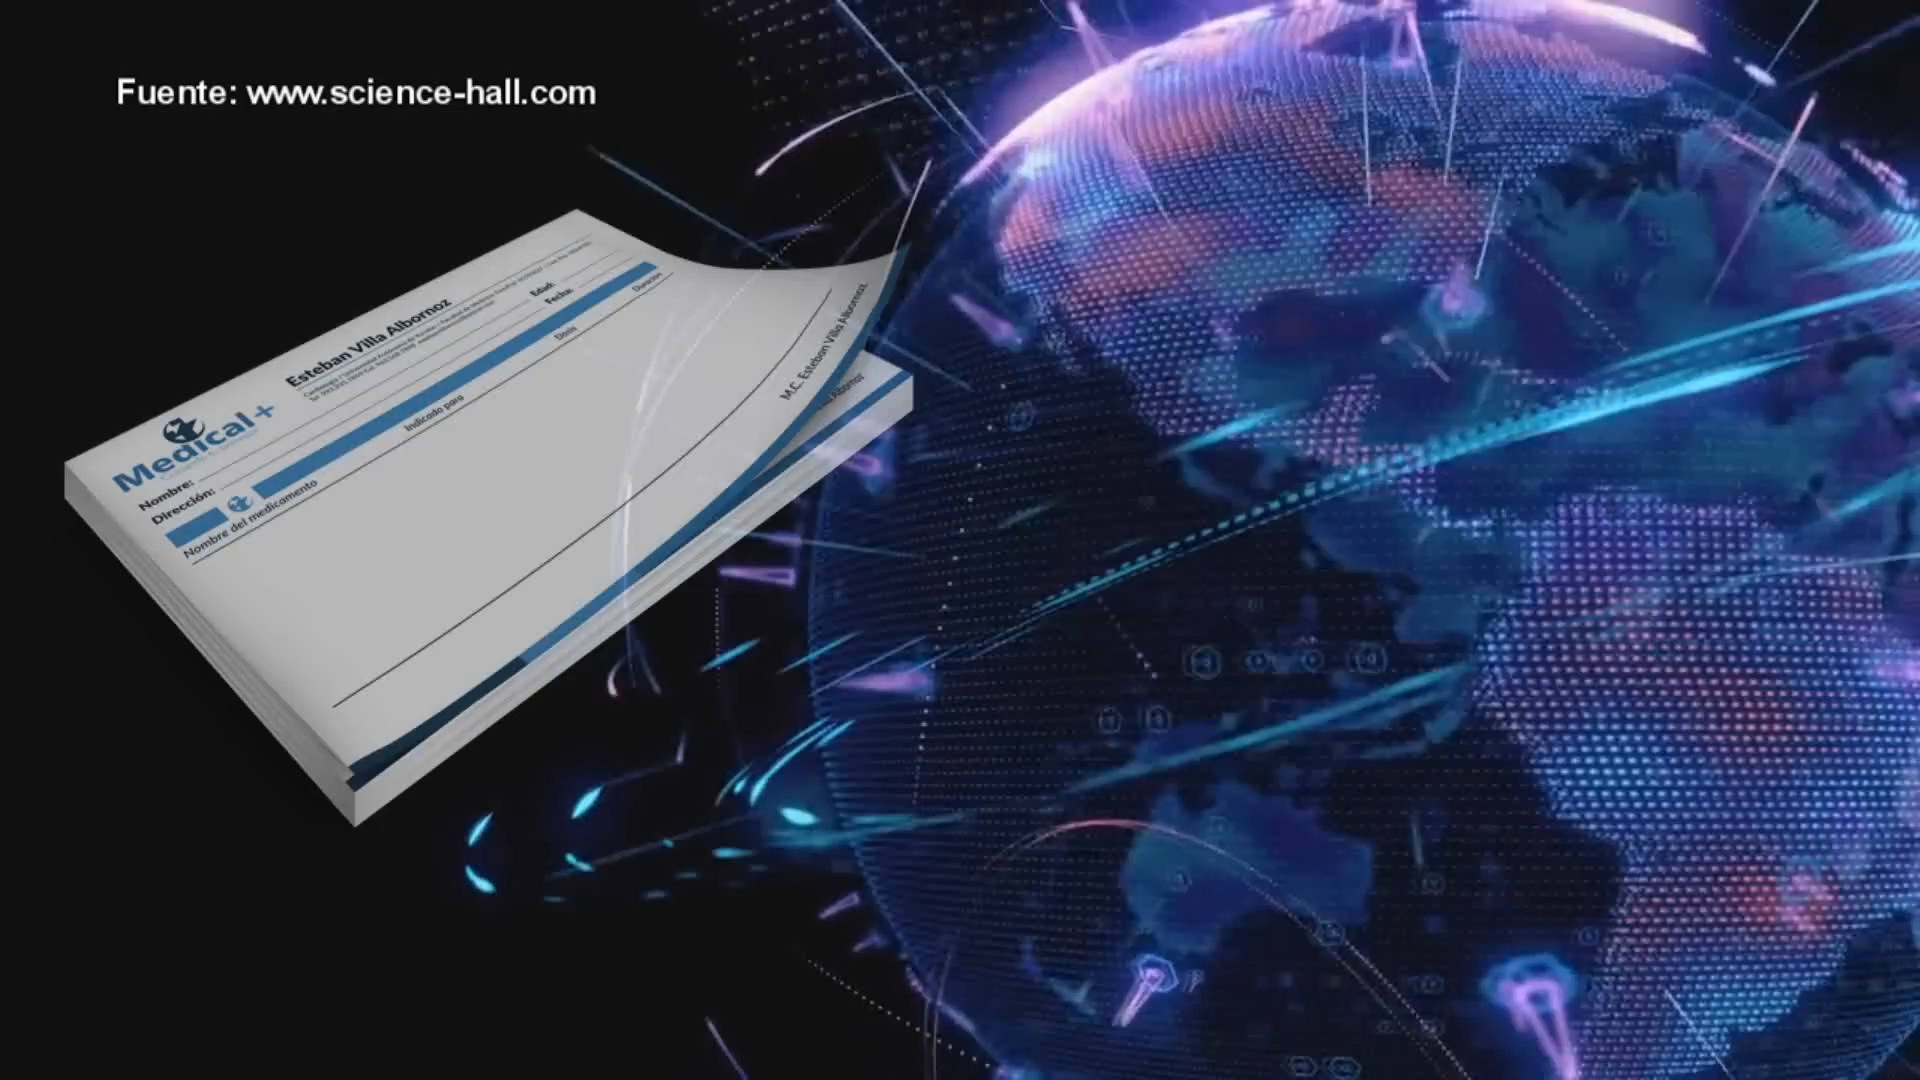 Fuente: www.science-hall.com
Esteban Villa Albornoz
Medical+
Nombre:
Edad:
Dirección:
Fecha:
Nombre del medicamento
Indicado para
Dosis
Duración
M.C. Esteban Villa Albornoz
Albornoz